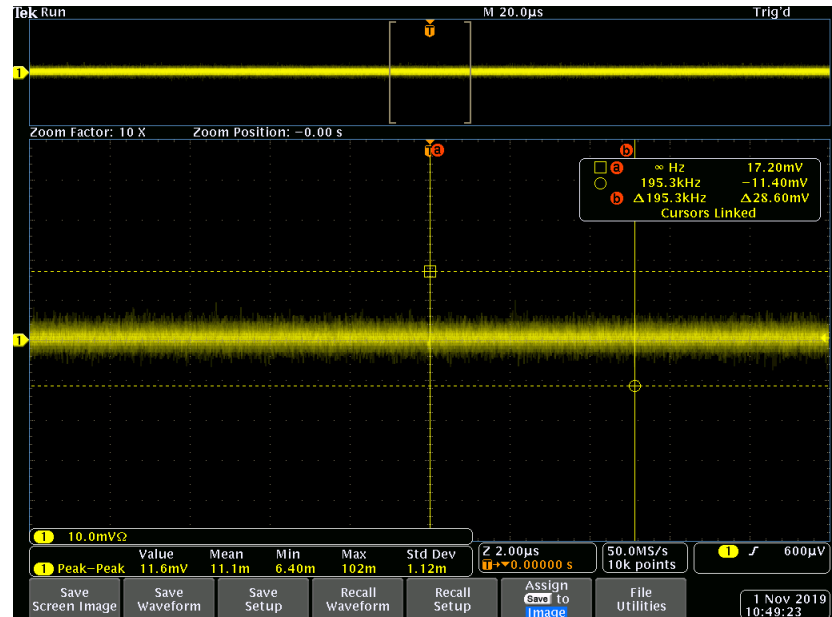 Tek Run M 20.0µs Trig'd
T
1
Zoom Factor: 10 X Zoom Position: −0.00 s
T a b
a ∞ Hz 17.20mV
195.3kHz −11.40mV
b Δ195.3kHz Δ28.60mV
Cursors Linked
1
1 10.0mVΩ
Value Mean Min Max Std Dev
1 Peak−Peak 11.6mV 11.1m 6.40m 102m 1.12m
Z 2.00µs
T→▼0.00000 s
50.0MS/s
10k points
1 600µV
Save
Screen Image
Save
Waveform
Save
Setup
Recall
Waveform
Recall
Setup
Assign
Save to
Image
File
Utilities
1 Nov 2019
10:49:23